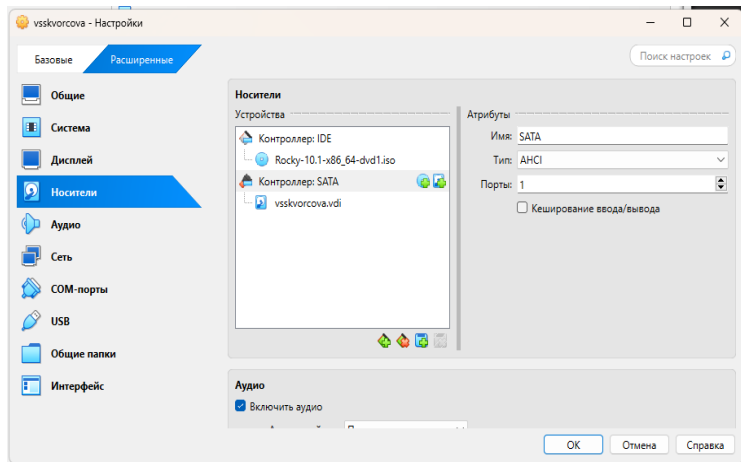 vsskvorcova - Настройки
Базовые
Расширенные
Поиск настроек
Общие
Система
Дисплей
Носители
Аудио
Сеть
COM-порты
USB
Общие папки
Интерфейс
Носители
Устройства
Контроллер: IDE
Rocky-10.1-x86_64-dvd1.iso
Контроллер: SATA
vsskvorcova.vdi
Атрибуты
Имя: SATA
Тип: AHCI
Порты: 1
Кеширование ввода/вывода
Аудио
Включить аудио
OK
Отмена
Справка